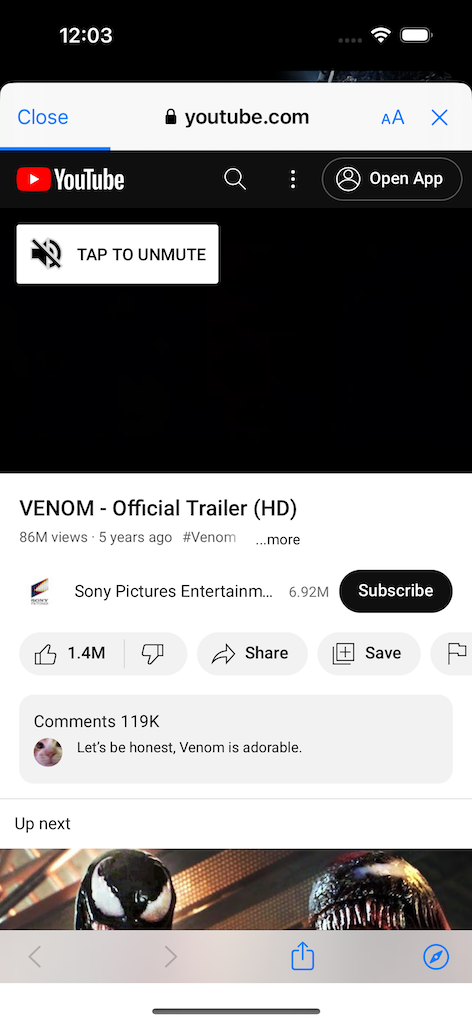 12:03
Close
youtube.com
AA
YouTube
Open App
TAP TO UNMUTE
VENOM - Official Trailer (HD)
86M views · 5 years ago #Venom ...more
SONY
PICTURES
Sony Pictures Entertainm... 6.92M Subscribe
1.4M Share Save
Comments 119K
Let's be honest, Venom is adorable.
Up next